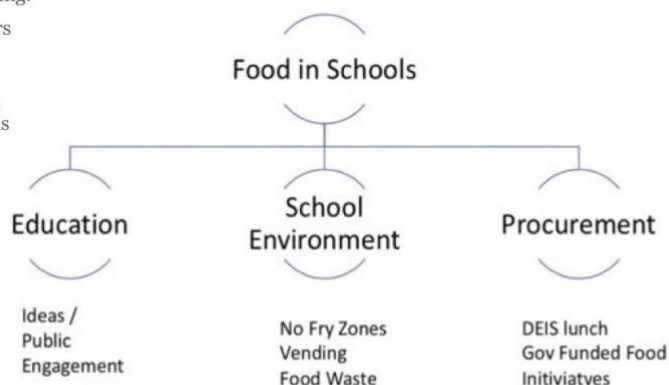 Food in Schools
Education
School
Environment
Procurement
Ideas /
Public
Engagement
No Fry Zones
Vending
Food Waste
DEIS lunch
Gov Funded Food
Initiviatves